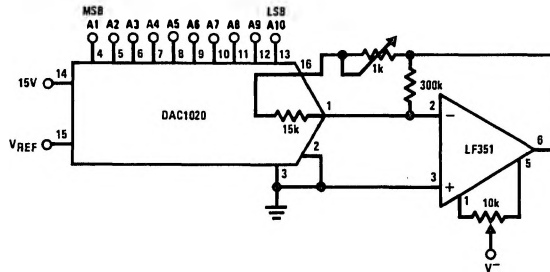 MSB LSB
A1 A2 A3 A4 A5 A6 A7 A8 A9 A10
4 5 6 7 8 9 10 11 12 13
16
1k
15V 14
300k
DAC1020
1
2
15k
LF351
6
VREF 15
2
3
3
5
1
10k
V−
− +